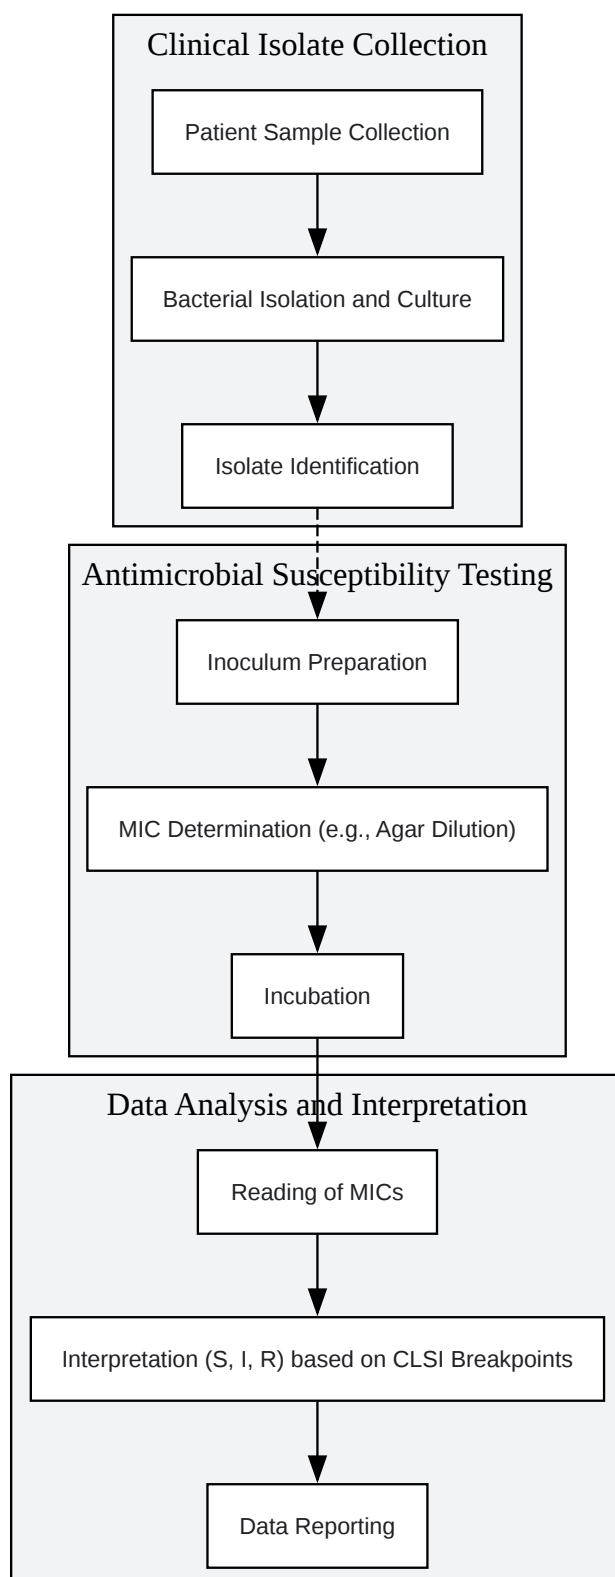 Clinical Isolate Collection
Patient Sample Collection
Bacterial Isolation and Culture
Isolate Identification
Antimicrobial Susceptibility Testing
Inoculum Preparation
MIC Determination (e.g., Agar Dilution)
Incubation
Data Analysis and Interpretation
Reading of MICs
Interpretation (S, I, R) based on CLSI Breakpoints
Data Reporting